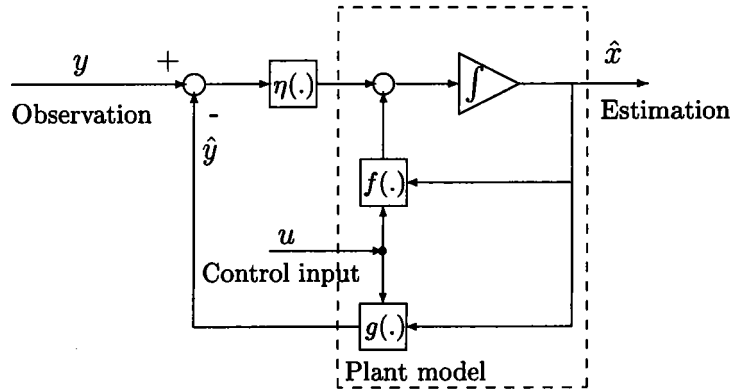 y
+
x̂
η(.)
∫
Observation
Estimation
-
ŷ
f(.)
u
Control input
g(.)
Plant model